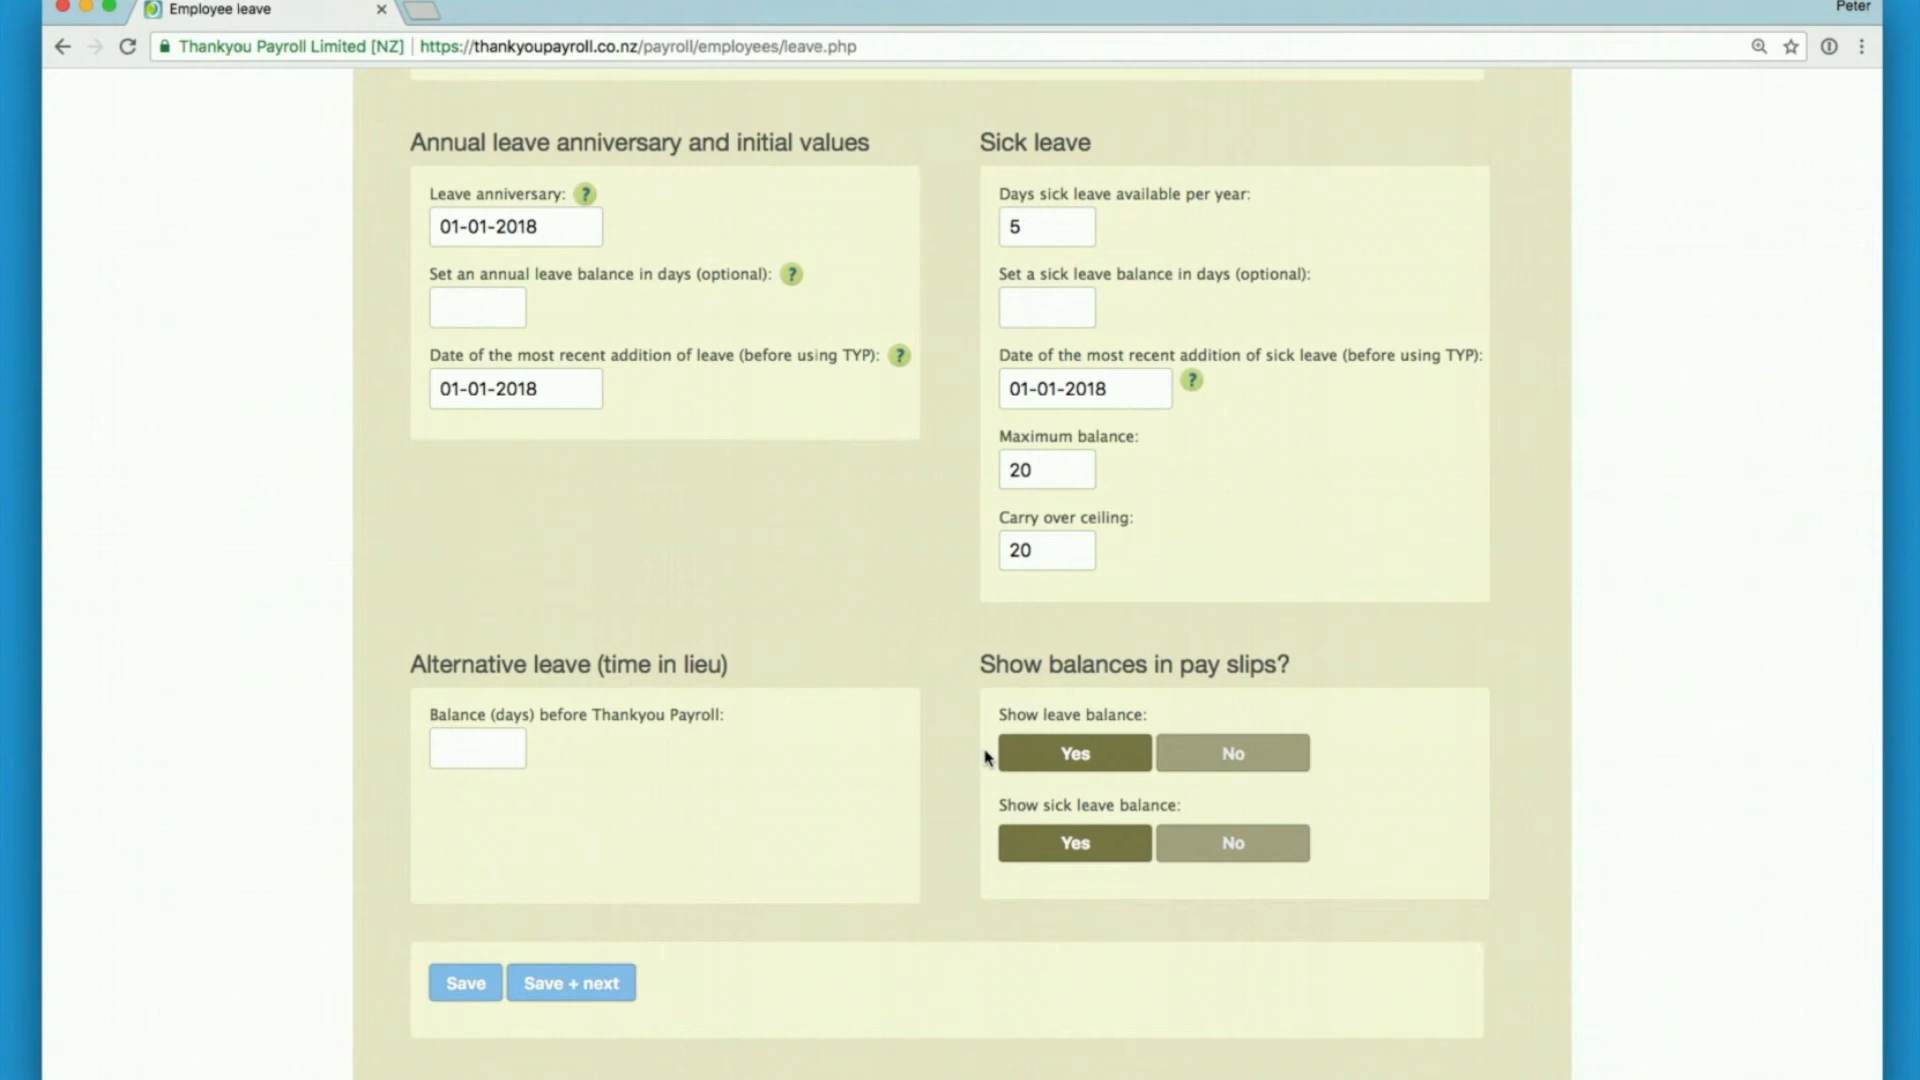 Employee leave
Peter
Thankyou Payroll Limited [NZ] | https://thankyoupayroll.co.nz/payroll/employees/leave.php
Annual leave anniversary and initial values
Leave anniversary: ?
01-01-2018
Set an annual leave balance in days (optional): ?
Date of the most recent addition of leave (before using TYP): ?
01-01-2018
Sick leave
Days sick leave available per year:
5
Set a sick leave balance in days (optional):
Date of the most recent addition of sick leave (before using TYP):
01-01-2018 ?
Maximum balance:
20
Carry over ceiling:
20
Alternative leave (time in lieu)
Balance (days) before Thankyou Payroll:
Show balances in pay slips?
Show leave balance:
Yes No
Show sick leave balance:
Yes No
Save Save + next